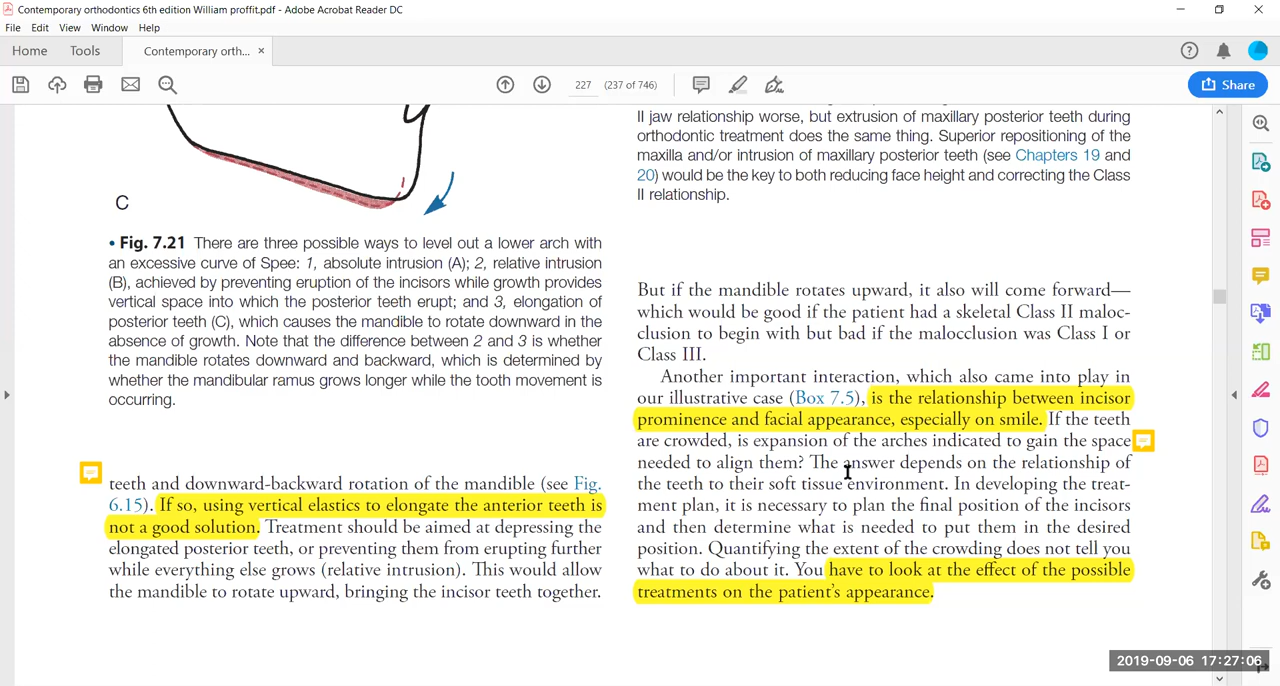 Contemporary orthodontics 6th edition William proffit.pdf - Adobe Acrobat Reader DC
File Edit View Window Help
Home Tools Contemporary orth... ×
227 (237 of 746)
Share
C
• Fig. 7.21 There are three possible ways to level out a lower arch with
an excessive curve of Spee: 1, absolute intrusion (A); 2, relative intrusion
(B), achieved by preventing eruption of the incisors while growth provides
vertical space into which the posterior teeth erupt; and 3, elongation of
posterior teeth (C), which causes the mandible to rotate downward in the
absence of growth. Note that the difference between 2 and 3 is whether
the mandible rotates downward and backward, which is determined by
whether the mandibular ramus grows longer while the tooth movement is
occurring.
teeth and downward-backward rotation of the mandible (see Fig.
6.15). If so, using vertical elastics to elongate the anterior teeth is
not a good solution. Treatment should be aimed at depressing the
elongated posterior teeth, or preventing them from erupting further
while everything else grows (relative intrusion). This would allow
the mandible to rotate upward, bringing the incisor teeth together.
II jaw relationship worse, but extrusion of maxillary posterior teeth during
orthodontic treatment does the same thing. Superior repositioning of the
maxilla and/or intrusion of maxillary posterior teeth (see Chapters 19 and
20) would be the key to both reducing face height and correcting the Class
II relationship.
But if the mandible rotates upward, it also will come forward—
which would be good if the patient had a skeletal Class II maloc-
clusion to begin with but bad if the malocclusion was Class I or
Class III.
Another important interaction, which also came into play in
our illustrative case (Box 7.5), is the relationship between incisor
prominence and facial appearance, especially on smile. If the teeth
are crowded, is expansion of the arches indicated to gain the space
needed to align them? The answer depends on the relationship of
the teeth to their soft tissue environment. In developing the treat-
ment plan, it is necessary to plan the final position of the incisors
and then determine what is needed to put them in the desired
position. Quantifying the extent of the crowding does not tell you
what to do about it. You have to look at the effect of the possible
treatments on the patient's appearance.
2019-09-06 17:27:06